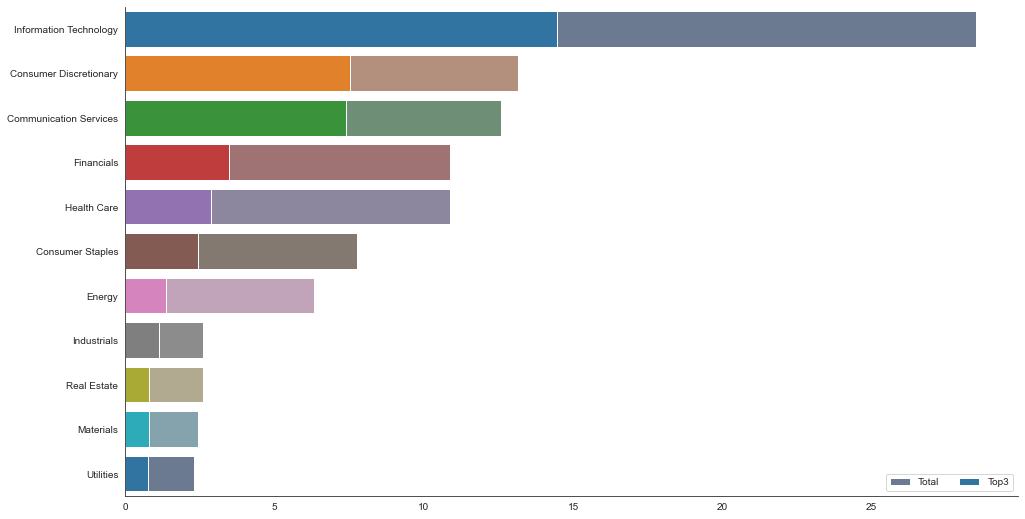 Information Technology
Consumer Discretionary
Communication Services
Financials
Health Care
Consumer Staples
Energy
Industrials
Real Estate
Materials
Utilities
Total Top3
0 5 10 15 20 25